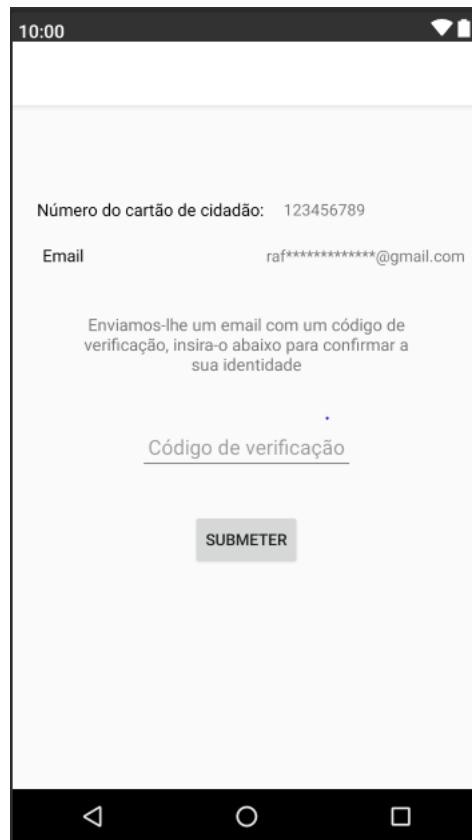 10:00
Número do cartão de cidadão: 123456789
Email raf*************@gmail.com
Enviamos-lhe um email com um código de
verificação, insira-o abaixo para confirmar a
sua identidade
Código de verificação
SUBMETER